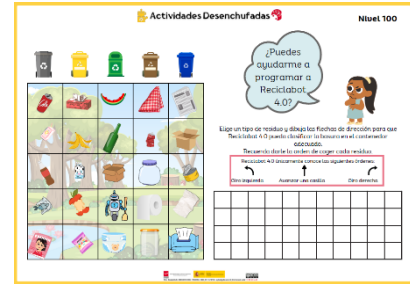 Actividades Desenchufadas
Nivel 100
¿Puedes
ayudarme a
programar a
Reciclabot
4.0?
Elige un tipo de residuo y dibuja las flechas de dirección para que
Reciclabot 4.0 pueda clasificar la basura en el contenedor
adecuado.
Recuerda darle la orden de coger cada residuo.
Reciclabot 4.0 únicamente conoce las siguientes órdenes:
Giro izquierda
Avanzar una casilla
Giro derecha